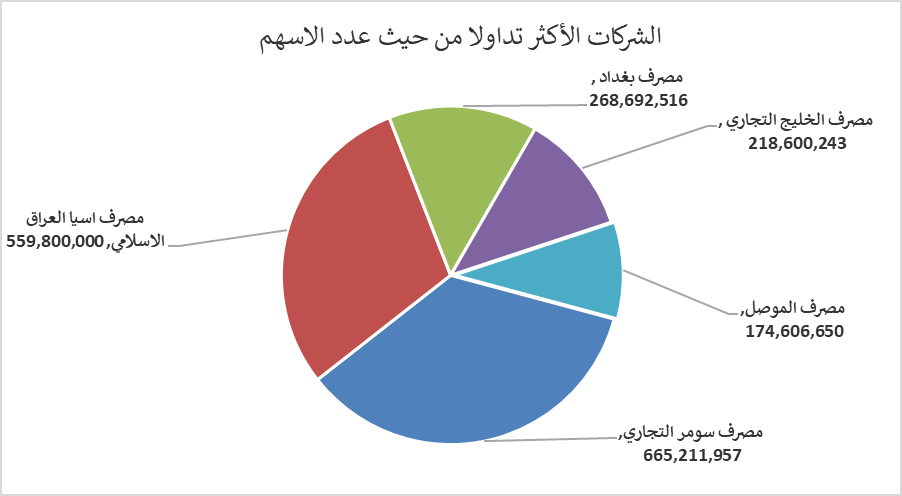 الشركات الأكثر تداولا من حيث عدد الاسهم
مصرف بغداد ,
268,692,516
مصرف الخليج التجاري ,
218,600,243
مصرف اسيا العراق
الاسلامي, 559,800,000
مصرف الموصل,
174,606,650
مصرف سومر التجاري,
665,211,957